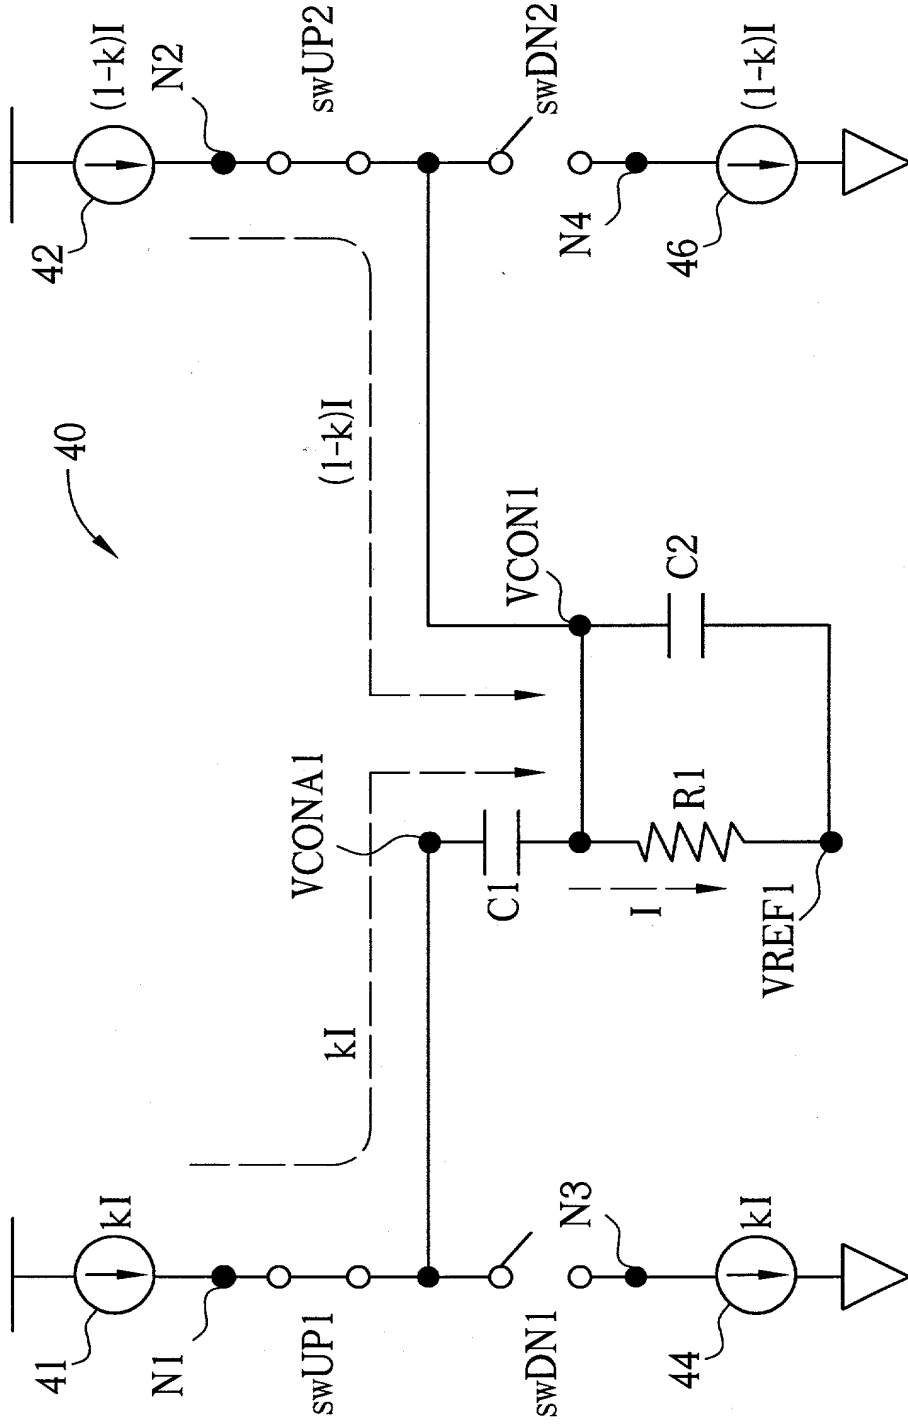 40
41
kI
N1
swUP1
kI
swDN1
N3
44
kI
VCONA1
C1
I
R1
VREF1
VCON1
C2
(1-k)I
42
(1-k)I
N2
swUP2
swDN2
N4
46
(1-k)I